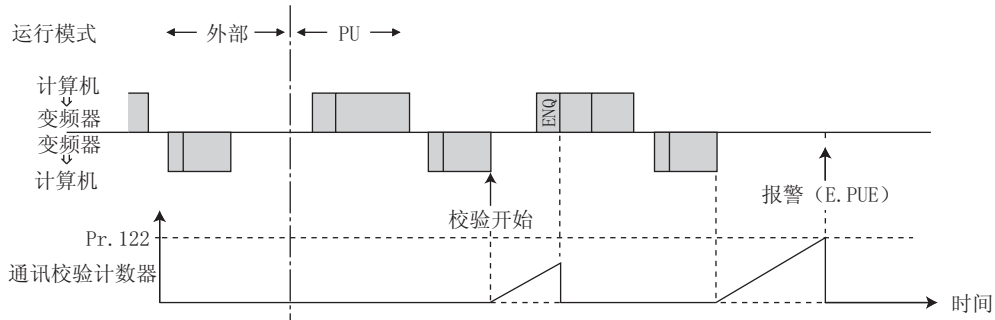 运行模式
外部
PU
计算机
变频器
变频器
计算机
ENQ
校验开始
报警（E.PUE）
Pr.122
通讯校验计数器
时间